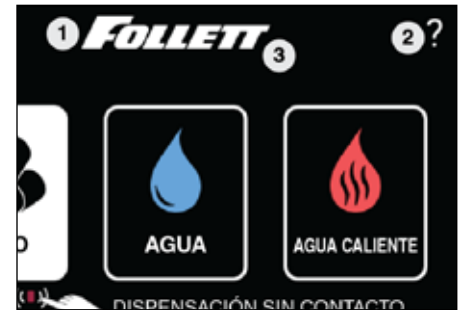 1 FOLLETT 3 2 ?
AGUA
AGUA CALIENTE
DISPENSACIÓN SIN CONTACTO